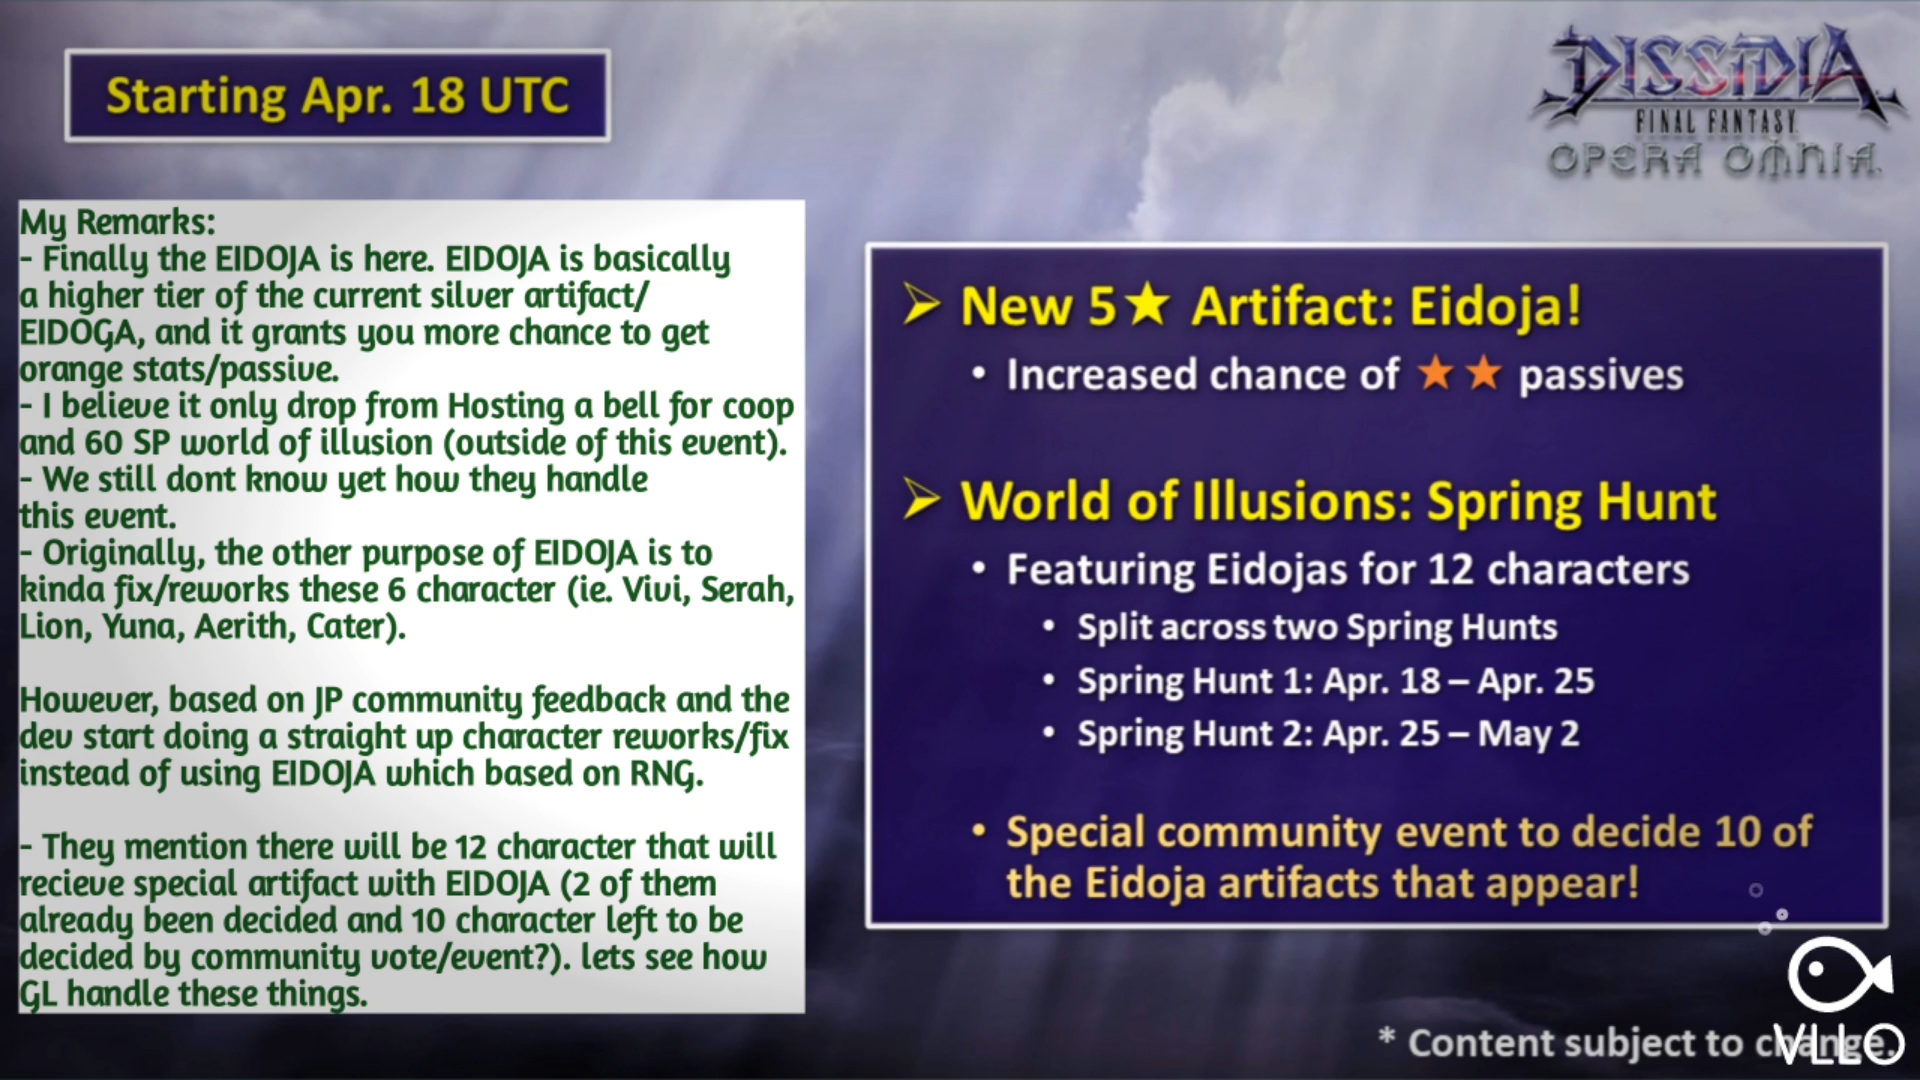 Starting Apr. 18 UTC
DISSIDIA
FINAL FANTASY
OPERA OMNIA
My Remarks:
- Finally the EIDOJA is here. EIDOJA is basically
a higher tier of the current silver artifact/
EIDOGA, and it grants you more chance to get
orange stats/passive.
- I believe it only drop from Hosting a bell for coop
and 60 SP world of illusion (outside of this event).
- We still dont know yet how they handle
this event.
- Originally, the other purpose of EIDOJA is to
kinda fix/reworks these 6 character (ie. Vivi, Serah,
Lion, Yuna, Aerith, Cater).
However, based on JP community feedback and the
dev start doing a straight up character reworks/fix
instead of using EIDOJA which based on RNG.
- They mention there will be 12 character that will
recieve special artifact with EIDOJA (2 of them
already been decided and 10 character left to be
decided by community vote/event?). lets see how
GL handle these things.
➢ New 5★ Artifact: Eidoja!
• Increased chance of ★★ passives
➢ World of Illusions: Spring Hunt
• Featuring Eidojas for 12 characters
• Split across two Spring Hunts
• Spring Hunt 1: Apr. 18 – Apr. 25
• Spring Hunt 2: Apr. 25 – May 2
• Special community event to decide 10 of
the Eidoja artifacts that appear!
* Content subject to change.
VLLO